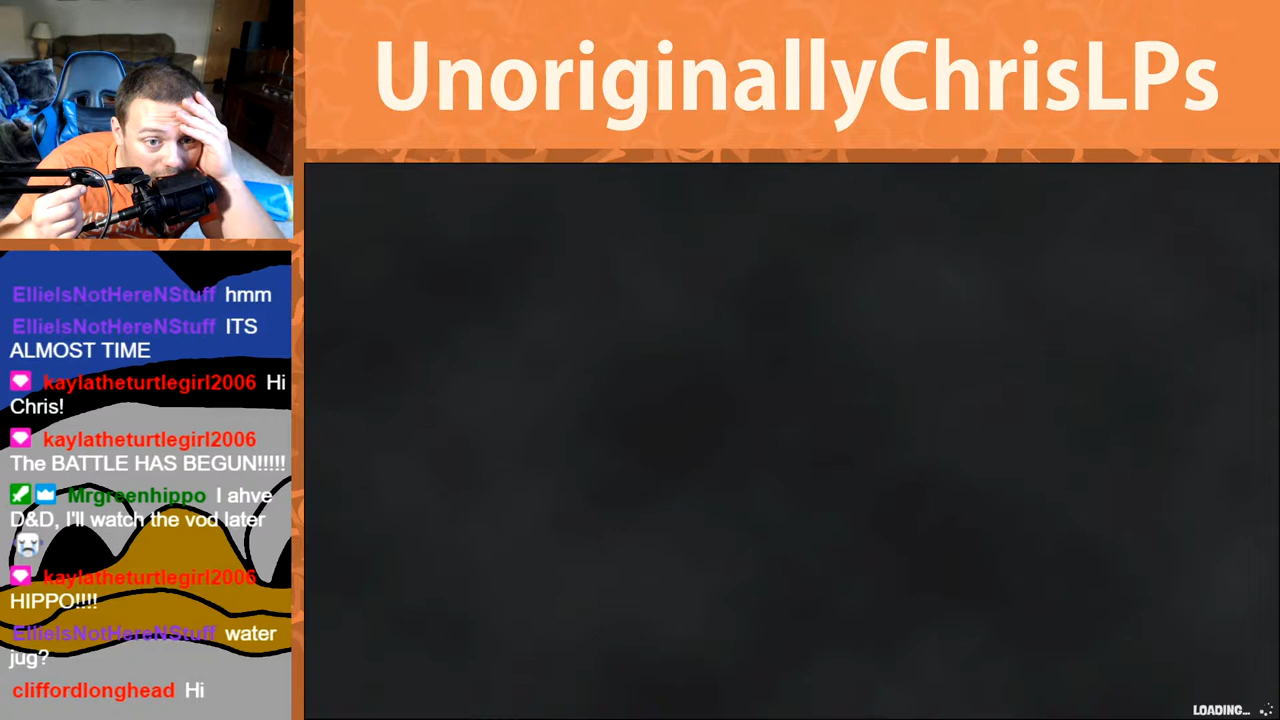 UnoriginallyChrisLPs
EllieIsNotHereNStuff hmm
EllieIsNotHereNStuff ITS
ALMOST TIME
kaylatheturtlegirl2006 Hi
Chris!
kaylatheturtlegirl2006
The BATTLE HAS BEGUN!!!!!
Mrgreenhippo I ahve
D&D, I'll watch the vod later
kaylatheturtlegirl2006
HIPPO!!!!
EllieIsNotHereNStuff water
jug?
cliffordlonghead Hi
LOADING...